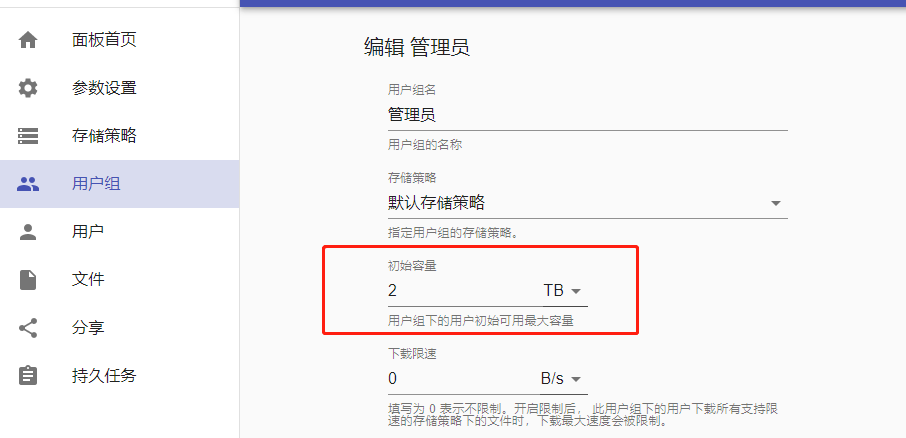 面板首页
参数设置
存储策略
用户组
用户
文件
分享
持久任务
编辑 管理员
用户组名
管理员
用户组的名称
存储策略
默认存储策略
指定用户组的存储策略。
初始容量
2 TB
用户组下的用户初始可用最大容量
下载限速
0 B/s
填写为 0 表示不限制。开启限制后， 此用户组下的用户下载所有支持限
速的存储策略下的文件时，下载最大速度会被限制。